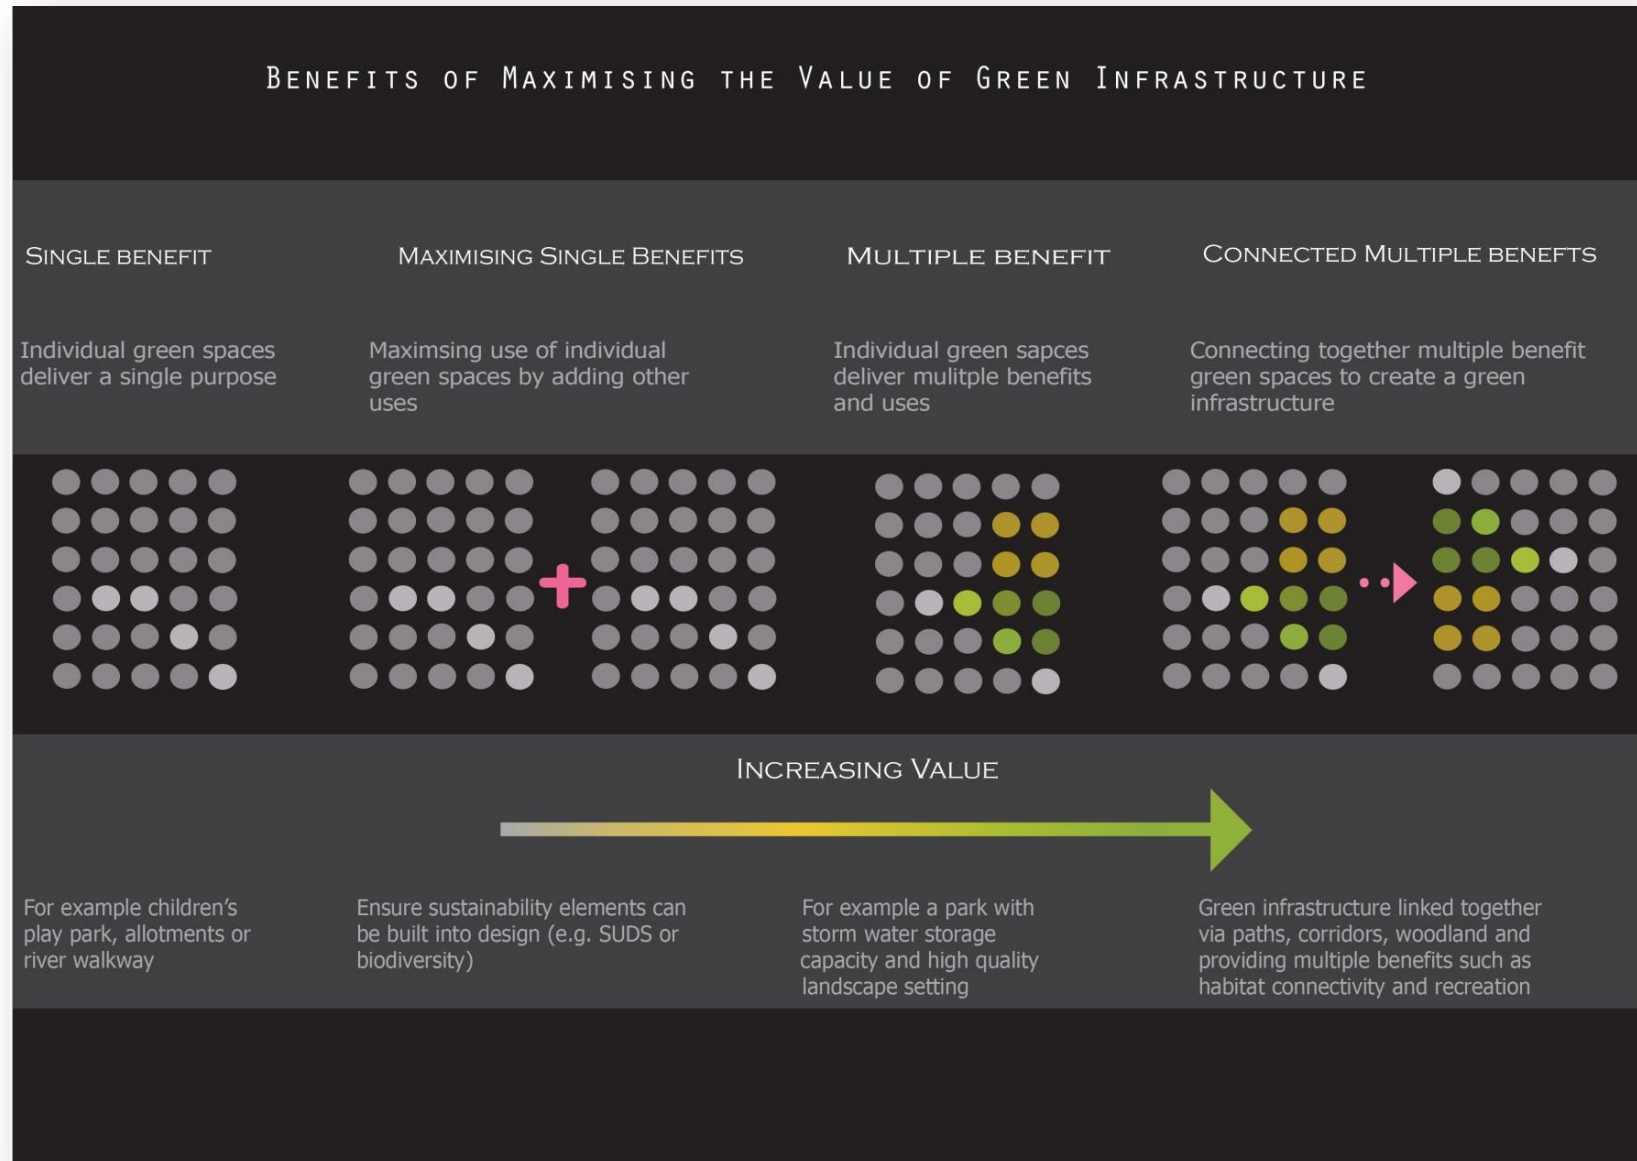 Benefits of Maximising the Value of Green Infrastructure
Single benefit
Maximising Single Benefits
Multiple benefit
Connected Multiple benefts
Individual green spaces
deliver a single purpose
Maximsing use of individual
green spaces by adding other
uses
Individual green sapces
deliver mulitple benefits
and uses
Connecting together multiple benefit
green spaces to create a green
infrastructure
Increasing Value
For example children’s
play park, allotments or
river walkway
Ensure sustainability elements can
be built into design (e.g. SUDS or
biodiversity)
For example a park with
storm water storage
capacity and high quality
landscape setting
Green infrastructure linked together
via paths, corridors, woodland and
providing multiple benefits such as
habitat connectivity and recreation